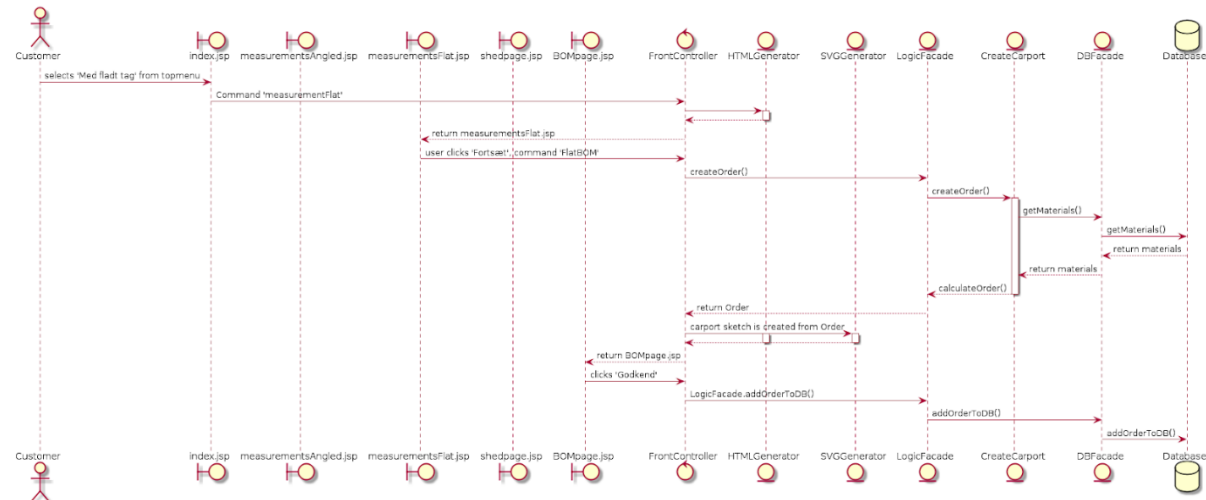 Customer
index.jsp
measurementsAngled.jsp
measurementsFlat.jsp
shedpage.jsp
BOMpage.jsp
FrontController
HTMLGenerator
SVGGenerator
LogicFacade
CreateCarport
DBFacade
Database
selects 'Med fladt tag' from topmenu
Command 'measurementFlat'
return measurementsFlat.jsp
user clicks 'Fortsæt', command 'FlatBOM'
createOrder()
createOrder()
getMaterials()
getMaterials()
return materials
return materials
calculateOrder()
return Order
carport sketch is created from Order
return BOMpage.jsp
clicks 'Godkend'
LogicFacade.addOrderToDB()
addOrderToDB()
addOrderToDB()
Customer
index.jsp
measurementsAngled.jsp
measurementsFlat.jsp
shedpage.jsp
BOMpage.jsp
FrontController
HTMLGenerator
SVGGenerator
LogicFacade
CreateCarport
DBFacade
Database